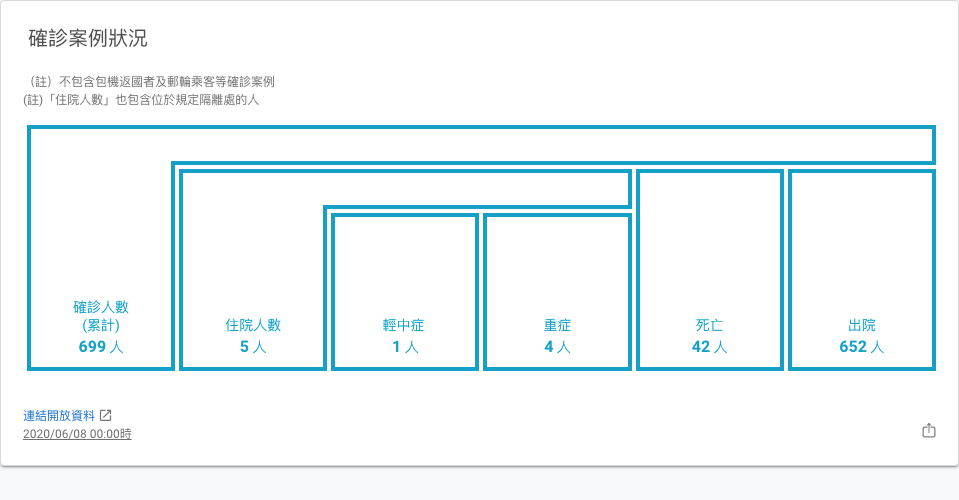 確診案例狀況
（註）不包含包機返國者及郵輪乘客等確診案例
(註)「住院人數」也包含位於規定隔離處的人
確診人數
(累計)
699 人
住院人數
5 人
輕中症
1 人
重症
4 人
死亡
42 人
出院
652 人
連結開放資料
2020/06/08 00:00時